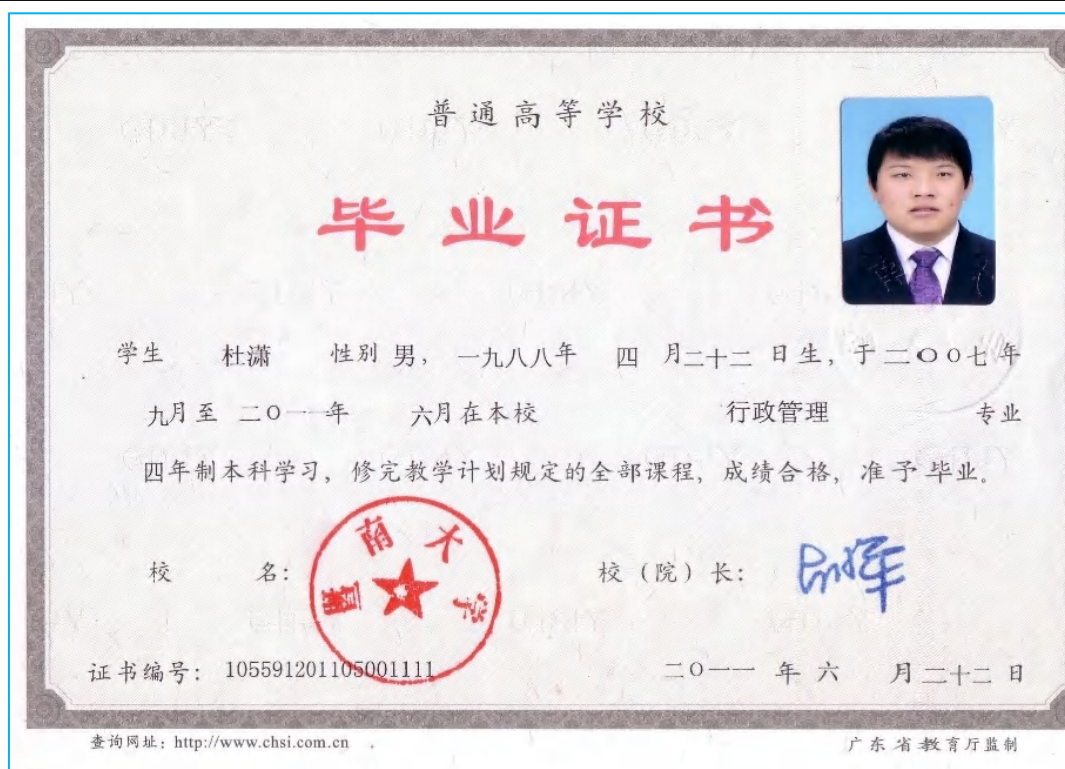 普通高等学校
毕业证书
学生 杜潇 性别 男, 一九八八年 四 月二十二 日生, 于二〇〇七年
九月至 二〇一一年 六月在本校 行政管理 专业
四年制本科学习, 修完教学计划规定的全部课程, 成绩合格, 准予毕业。
暨南大学
校 名: 校(院)长:
证书编号: 105591201105001111 二〇一一 年 六 月 二十二 日
查询网址: http://www.chsi.com.cn 广东省教育厅监制